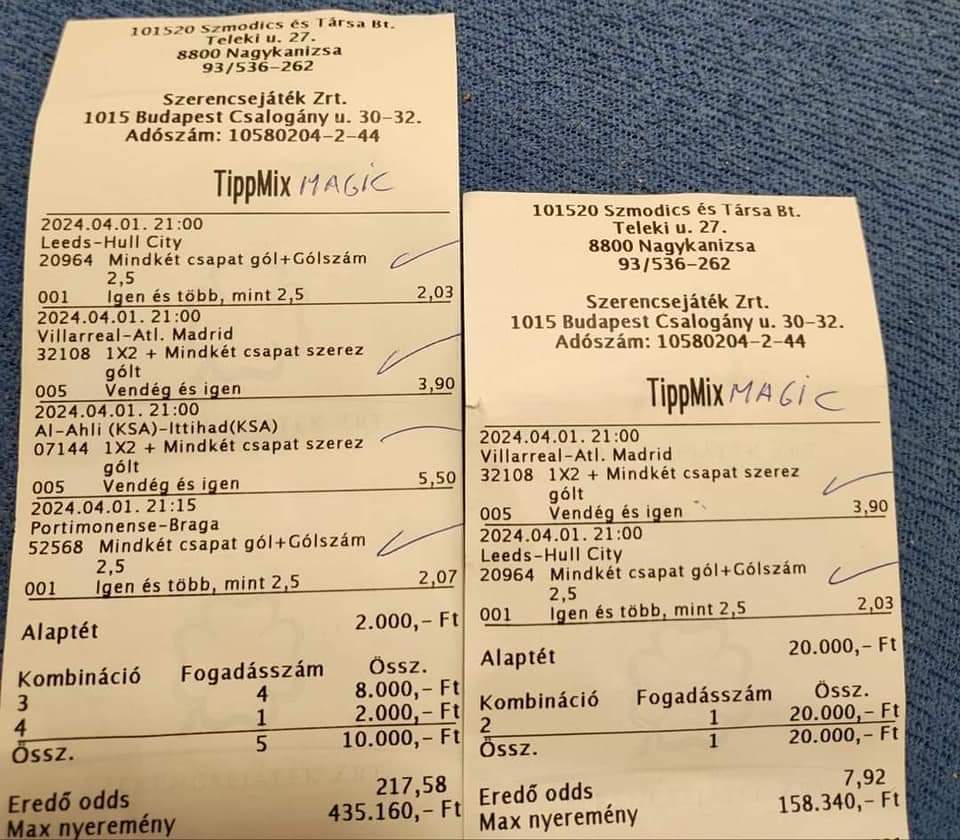 101520 Szmodics és Társa Bt.
Teleki u. 27.
8800 Nagykanizsa
93/536-262
Szerencsejáték Zrt.
1015 Budapest Csalogány u. 30-32.
Adószám: 10580204-2-44
TippMix MAGIC
2024.04.01. 21:00
Leeds-Hull City
20964 Mindkét csapat gól+Gólszám
2,5
001 Igen és több, mint 2,5 2,03
2024.04.01. 21:00
Villarreal-Atl. Madrid
32108 1X2 + Mindkét csapat szerez
gólt
005 Vendég és igen 3,90
2024.04.01. 21:00
Al-Ahli (KSA)-Ittihad(KSA)
07144 1X2 + Mindkét csapat szerez
gólt
005 Vendég és igen 5,50
2024.04.01. 21:15
Portimonense-Braga
52568 Mindkét csapat gól+Gólszám
2,5
001 Igen és több, mint 2,5 2,07
Alaptét 2.000,- Ft
Kombináció Fogadásszám Össz.
3 4 8.000,- Ft
4 1 2.000,- Ft
Össz. 5 10.000,- Ft
Eredő odds 217,58
Max nyeremény 435.160,- Ft
101520 Szmodics és Társa Bt.
Teleki u. 27.
8800 Nagykanizsa
93/536-262
Szerencsejáték Zrt.
1015 Budapest Csalogány u. 30-32.
Adószám: 10580204-2-44
TippMix MAGIC
2024.04.01. 21:00
Villarreal-Atl. Madrid
32108 1X2 + Mindkét csapat szerez
gólt
005 Vendég és igen 3,90
2024.04.01. 21:00
Leeds-Hull City
20964 Mindkét csapat gól+Gólszám
2,5
001 Igen és több, mint 2,5 2,03
Alaptét 20.000,- Ft
Kombináció Fogadásszám Össz.
2 1 20.000,- Ft
Össz. 1 20.000,- Ft
Eredő odds 7,92
Max nyeremény 158.340,- Ft